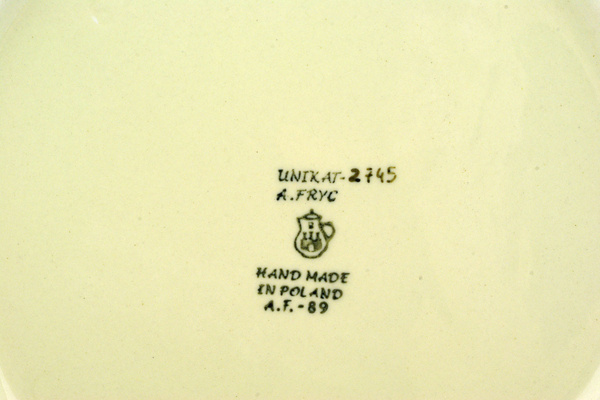 UNIKAT-2745
A.FRYC
HAND MADE
IN POLAND
A.F.-89